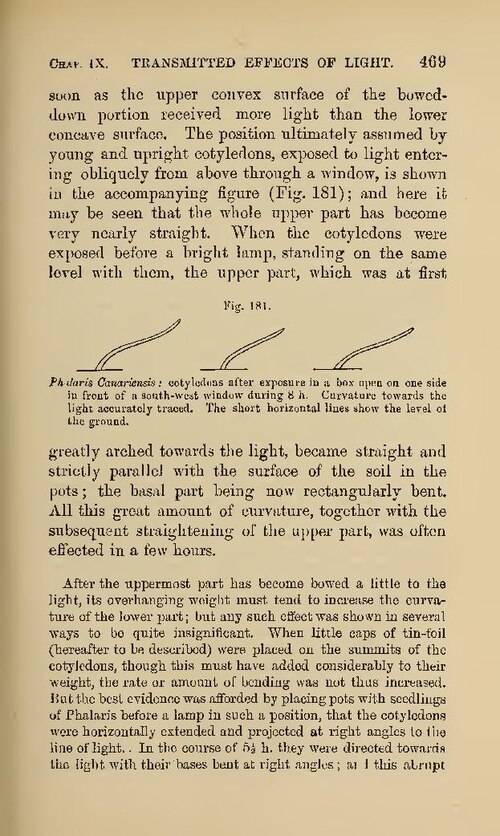 CHAP. IX. TRANSMITTED EFFECTS OF LIGHT. 469
soon as the upper convex surface of the bowed-
down portion received more light than the lower
concave surface. The position ultimately assumed by
young and upright cotyledons, exposed to light enter-
ing obliquely from above through a window, is shown
in the accompanying figure (Fig. 181); and here it
may be seen that the whole upper part has become
very nearly straight. When the cotyledons were
exposed before a bright lamp, standing on the same
level with them, the upper part, which was at first
Fig. 181.
Phalaris Canariensis: cotyledons after exposure in a box open on one side
in front of a south-west window during 8 h. Curvature towards the
light accurately traced. The short horizontal lines show the level of
the ground.
greatly arched towards the light, became straight and
strictly parallel with the surface of the soil in the
pots; the basal part being now rectangularly bent.
All this great amount of curvature, together with the
subsequent straightening of the upper part, was often
effected in a few hours.
After the uppermost part has become bowed a little to the
light, its overhanging weight must tend to increase the curva-
ture of the lower part; but any such effect was shown in several
ways to be quite insignificant. When little caps of tin-foil
(hereafter to be described) were placed on the summits of the
cotyledons, though this must have added considerably to their
weight, the rate or amount of bending was not thus increased.
But the best evidence was afforded by placing pots with seedlings
of Phalaris before a lamp in such a position, that the cotyledons
were horizontally extended and projected at right angles to the
line of light. In the course of 5½ h. they were directed towards
the light with their bases bent at right angles; and this abrupt